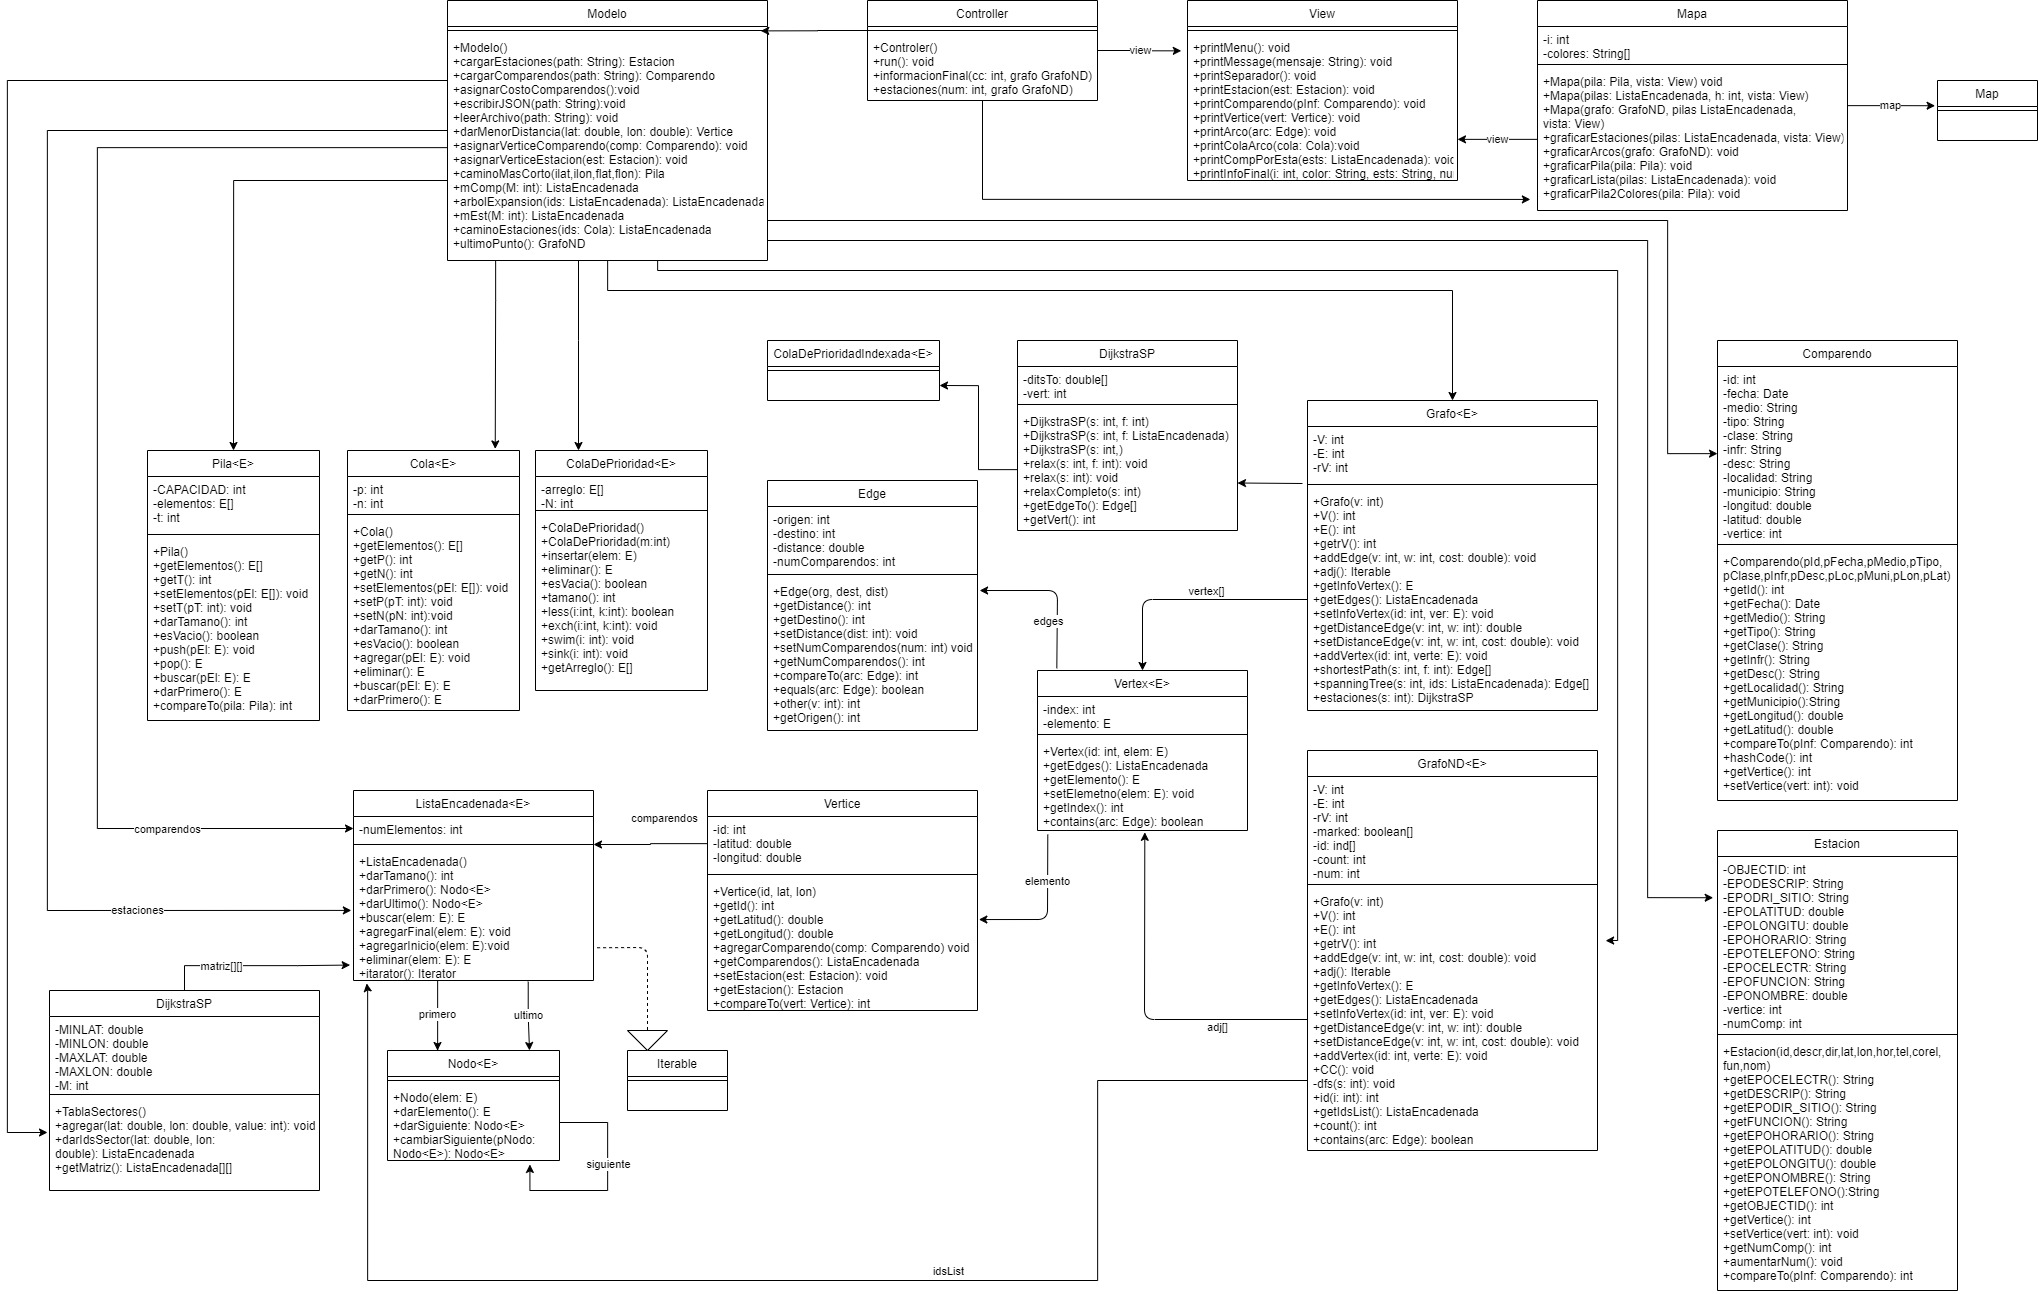 Modelo
+Modelo()
+cargarEstaciones(path: String): Estacion
+cargarComparendos(path: String): Comparendo
+asignarCostoComparendos():void
+escribirJSON(path: String):void
+leerArchivo(path: String): void
+darMenorDistancia(lat: double, lon: double): Vertice
+asignarVerticeComparendo(comp: Comparendo): void
+asignarVerticeEstacion(est: Estacion): void
+caminoMasCorto(ilat,ilon,flat,flon): Pila
+mComp(M: int): ListaEncadenada
+arbolExpansion(ids: ListaEncadenada): ListaEncadenada
+mEst(M: int): ListaEncadenada
+caminoEstaciones(ids: Cola): ListaEncadenada
+ultimoPunto(): GrafoND
Controller
+Controler()
+run(): void
+informacionFinal(cc: int, grafo GrafoND)
+estaciones(num: int, grafo GrafoND)
view
View
+printMenu(): void
+printMessage(mensaje: String): void
+printSeparador(): void
+printEstacion(est: Estacion): void
+printComparendo(pInf: Comparendo): void
+printVertice(vert: Vertice): void
+printArco(arc: Edge): void
+printColaArco(cola: Cola):void
+printCompPorEsta(ests: ListaEncadenada): void
+printInfoFinal(i: int, color: String, ests: String, nu
view
Mapa
-i: int
-colores: String[]
+Mapa(pila: Pila, vista: View) void
+Mapa(pilas: ListaEncadenada, h: int, vista: View)
+Mapa(grafo: GrafoND, pilas ListaEncadenada,
vista: View)
+graficarEstaciones(pilas: ListaEncadenada, vista: View)
+graficarArcos(grafo: GrafoND): void
+graficarPila(pila: Pila): void
+graficarLista(pilas: ListaEncadenada): void
+graficarPila2Colores(pila: Pila): void
map
Map
ColaDePrioridadIndexada<E>
DijkstraSP
-ditsTo: double[]
-vert: int
+DijkstraSP(s: int, f: int)
+DijkstraSP(s: int, f: ListaEncadenada)
+DijkstraSP(s: int,)
+relax(s: int, f: int): void
+relax(s: int): void
+relaxCompleto(s: int)
+getEdgeTo(): Edge[]
+getVert(): int
Grafo<E>
-V: int
-E: int
-rV: int
+Grafo(v: int)
+V(): int
+E(): int
+getrV(): int
+addEdge(v: int, w: int, cost: double): void
+adj(): Iterable
+getInfoVertex(): E
+getEdges(): ListaEncadenada
+setInfoVertex(id: int, ver: E): void
+getDistanceEdge(v: int, w: int): double
+setDistanceEdge(v: int, w: int, cost: double): void
+addVertex(id: int, verte: E): void
+shortestPath(s: int, f: int): Edge[]
+spanningTree(s: int, ids: ListaEncadenada): Edge[]
+estaciones(s: int): DijkstraSP
Comparendo
-id: int
-fecha: Date
-medio: String
-tipo: String
-clase: String
-infr: String
-desc: String
-localidad: String
-municipio: String
-longitud: double
-latitud: double
-vertice: int
+Comparendo(pId,pFecha,pMedio,pTipo,
pClase,pInfr,pDesc,pLoc,pMuni,pLon,pLat)
+getId(): int
+getFecha(): Date
+getMedio(): String
+getTipo(): String
+getClase(): String
+getInfr(): String
+getDesc(): String
+getLocalidad(): String
+getMunicipio():String
+getLongitud(): double
+getLatitud(): double
+compareTo(pInf: Comparendo): int
+hashCode(): int
+getVertice(): int
+setVertice(vert: int): void
Pila<E>
-CAPACIDAD: int
-elementos: E[]
-t: int
+Pila()
+getElementos(): E[]
+getT(): int
+setElementos(pEl: E[]): void
+setT(pT: int): void
+darTamano(): int
+esVacio(): boolean
+push(pEl: E): void
+pop(): E
+buscar(pEl: E): E
+darPrimero(): E
+compareTo(pila: Pila): int
Cola<E>
-p: int
-n: int
+Cola()
+getElementos(): E[]
+getP(): int
+getN(): int
+setElementos(pEl: E[]): void
+setP(pT: int): void
+setN(pN: int):void
+darTamano(): int
+esVacio(): boolean
+agregar(pEl: E): void
+eliminar(): E
+buscar(pEl: E): E
+darPrimero(): E
ColaDePrioridad<E>
-arreglo: E[]
-N: int
+ColaDePrioridad()
+ColaDePrioridad(m:int)
+insertar(elem: E)
+eliminar(): E
+esVacia(): boolean
+tamano(): int
+less(i:int, k:int): boolean
+exch(i:int, k:int): void
+swim(i: int): void
+sink(i: int): void
+getArreglo(): E[]
Edge
-origen: int
-destino: int
-distance: double
-numComparendos: int
+Edge(org, dest, dist)
+getDistance(): int
+getDestino(): int
+setDistance(dist: int): void
+setNumComparendos(num: int) void
+getNumComparendos(): int
+compareTo(arc: Edge): int
+equals(arc: Edge): boolean
+other(v: int): int
+getOrigen(): int
edges
vertex[]
Vertex<E>
-index: int
-elemento: E
+Vertex(id: int, elem: E)
+getEdges(): ListaEncadenada
+getElemento(): E
+setElemetno(elem: E): void
+getIndex(): int
+contains(arc: Edge): boolean
elemento
adj[]
GrafoND<E>
-V: int
-E: int
-rV: int
-marked: boolean[]
-id: ind[]
-count: int
-num: int
+Grafo(v: int)
+V(): int
+E(): int
+getrV(): int
+addEdge(v: int, w: int, cost: double): void
+adj(): Iterable
+getInfoVertex(): E
+getEdges(): ListaEncadenada
+setInfoVertex(id: int, ver: E): void
+getDistanceEdge(v: int, w: int): double
+setDistanceEdge(v: int, w: int, cost: double): void
+addVertex(id: int, verte: E): void
+CC(): void
-dfs(s: int): void
+id(i: int): int
+getIdsList(): ListaEncadenada
+count(): int
+contains(arc: Edge): boolean
Estacion
-OBJECTID: int
-EPODESCRIP: String
-EPODRI_SITIO: String
-EPOLATITUD: double
-EPOLONGITU: double
-EPOHORARIO: String
-EPOTELEFONO: String
-EPOCELECTR: String
-EPOFUNCION: String
-EPONOMBRE: double
-vertice: int
-numComp: int
+Estacion(id,descr,dir,lat,lon,hor,tel,corel,
fun,nom)
+getEPOCELECTR(): String
+getDESCRIP(): String
+getEPODIR_SITIO(): String
+getFUNCION(): String
+getEPOHORARIO(): String
+getEPOLATITUD(): double
+getEPOLONGITU(): double
+getEPONOMBRE(): String
+getEPOTELEFONO():String
+getOBJECTID(): int
+getVertice(): int
+setVertice(vert: int): void
+getNumComp(): int
+aumentarNum(): void
+compareTo(pInf: Comparendo): int
comparendos
estaciones
ListaEncadenada<E>
-numElementos: int
+ListaEncadenada()
+darTamano(): int
+darPrimero(): Nodo<E>
+darUltimo(): Nodo<E>
+buscar(elem: E): E
+agregarFinal(elem: E): void
+agregarInicio(elem: E):void
+eliminar(elem: E): E
+itarator(): Iterator
comparendos
Vertice
-id: int
-latitud: double
-longitud: double
+Vertice(id, lat, lon)
+getId(): int
+getLatitud(): double
+getLongitud(): double
+agregarComparendo(comp: Comparendo) void
+getComparendos(): ListaEncadenada
+setEstacion(est: Estacion): void
+getEstacion(): Estacion
+compareTo(vert: Vertice): int
matriz[][]
DijkstraSP
-MINLAT: double
-MINLON: double
-MAXLAT: double
-MAXLON: double
-M: int
+TablaSectores()
+agregar(lat: double, lon: double, value: int): void
+darIdsSector(lat: double, lon:
double): ListaEncadenada
+getMatriz(): ListaEncadenada[][]
primero
ultimo
Nodo<E>
+Nodo(elem: E)
+darElemento(): E
+darSiguiente: Nodo<E>
+cambiarSiguiente(pNodo:
Nodo<E>): Nodo<E>
siguiente
Iterable
idsList